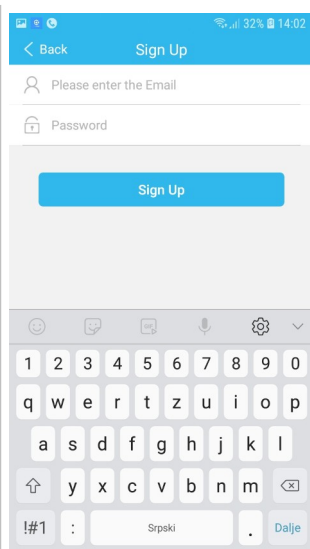 32% 14:02
Back Sign Up
Please enter the Email
Password
Sign Up
GIF
1 2 3 4 5 6 7 8 9 0
q w e r t z u i o p
a s d f g h j k l
y x c v b n m
!#1 : Srpski . Dalje